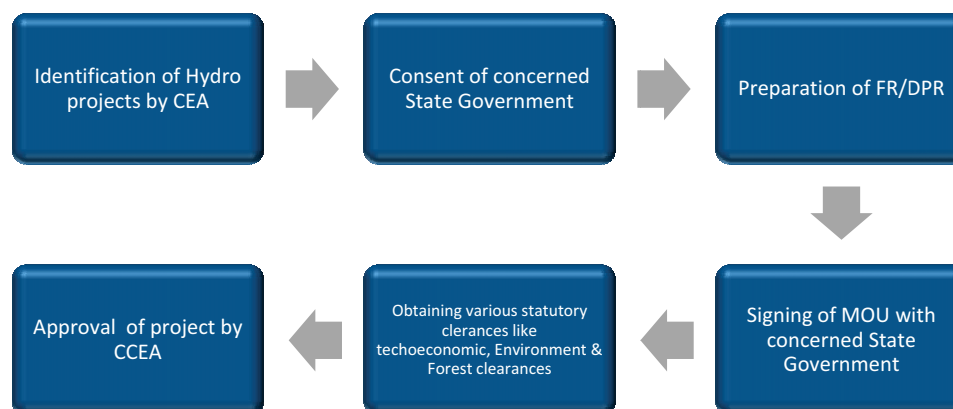 Identification of Hydro
projects by CEA
Consent of concerned
State Government
Preparation of FR/DPR
Signing of MOU with
concerned State
Government
Obtaining various statutory
clerances like
techoeconomic, Environment &
Forest clearances
Approval of project by
CCEA